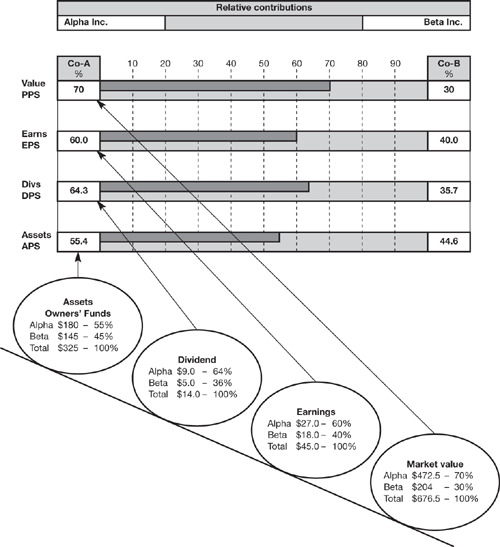 Relative contributions
Alpha Inc. Beta Inc.
Co-A 10 20 30 40 50 60 70 80 90 Co-B
% %
Value 70 30
PPS
Earns 60.0 40.0
EPS
Divs 64.3 35.7
DPS
Assets 55.4 44.6
APS
Assets
Owners' Funds
Alpha $180 – 55%
Beta $145 – 45%
Total $325 – 100%
Dividend
Alpha $9.0 – 64%
Beta $5.0 – 36%
Total $14.0 – 100%
Earnings
Alpha $27.0 – 60%
Beta $18.0 – 40%
Total $45.0 – 100%
Market value
Alpha $472.5 – 70%
Beta $204 – 30%
Total $676.5 – 100%